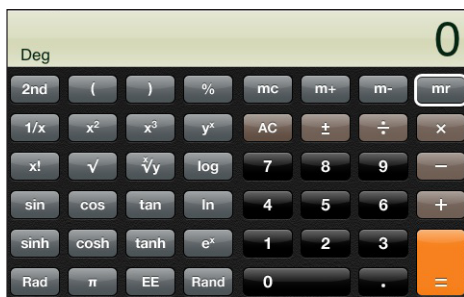 0
Deg
2nd ( ) % mc m+ m- mr
1/x x² x³ yˣ AC ± ÷ ×
x! √ ˣ√y log 7 8 9 −
sin cos tan ln 4 5 6 +
sinh cosh tanh eˣ 1 2 3
Rad π EE Rand 0 . =